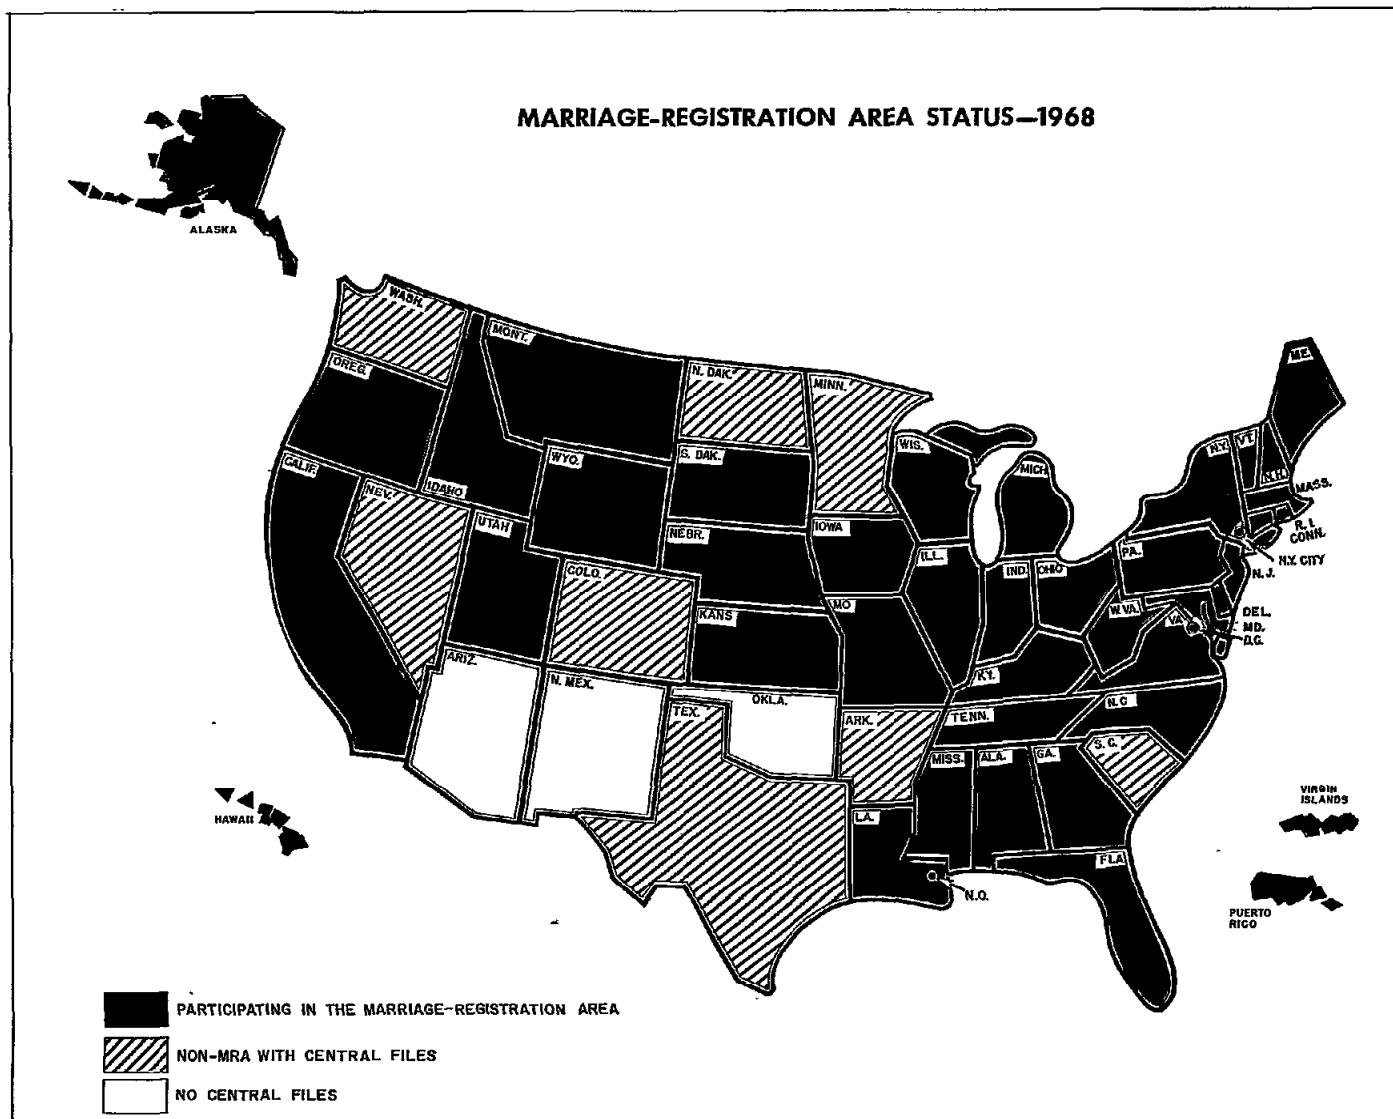 MARRIAGE-REGISTRATION AREA STATUS—1968
ALASKA
WASH.
MONT.
OREG.
N. DAK.
MINN.
ME.
CALIF.
IDAHO
WYO.
S. DAK.
WIS.
MICH
N.Y.
VT.
N.H.
MASS.
NEV.
UTAH
NEBR.
IOWA
R. I.
CONN.
COLO.
ILL.
IND.
OHIO
PA.
N.Y. CITY
N. J.
KANS
MO
W.VA.
VA
DEL.
MD.
D.C.
ARIZ.
N. MEX.
OKLA.
TEX.
ARK.
KY.
TENN.
N.C
S. C.
MISS.
ALA.
GA.
HAWAII
LA.
FLA
N.O.
VIRGIN
ISLANDS
PUERTO
RICO
PARTICIPATING IN THE MARRIAGE-REGISTRATION AREA
NON-MRA WITH CENTRAL FILES
NO CENTRAL FILES